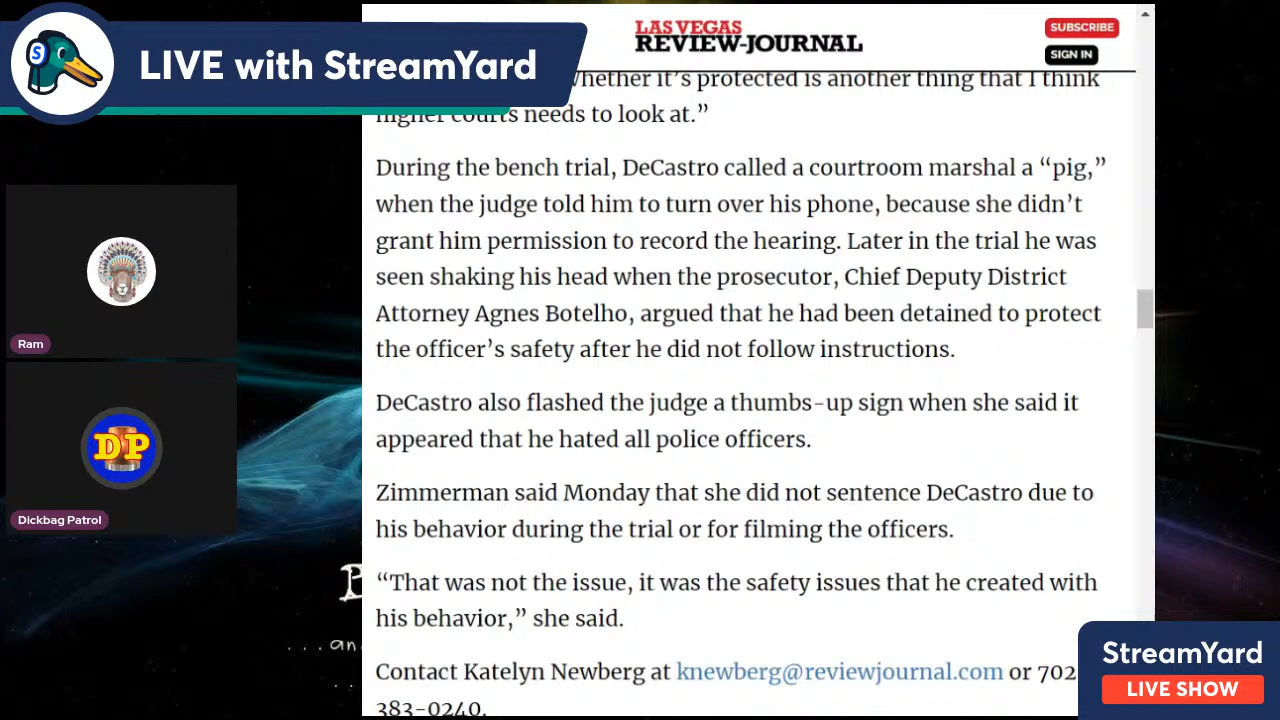 LIVE with StreamYard
LAS VEGAS
REVIEW-JOURNAL
SUBSCRIBE
SIGN IN
hether it’s protected is another thing that I think
higher courts needs to look at.”
During the bench trial, DeCastro called a courtroom marshal a “pig,”
when the judge told him to turn over his phone, because she didn’t
grant him permission to record the hearing. Later in the trial he was
seen shaking his head when the prosecutor, Chief Deputy District
Attorney Agnes Botelho, argued that he had been detained to protect
the officer’s safety after he did not follow instructions.
DeCastro also flashed the judge a thumbs-up sign when she said it
appeared that he hated all police officers.
Zimmerman said Monday that she did not sentence DeCastro due to
his behavior during the trial or for filming the officers.
“That was not the issue, it was the safety issues that he created with
his behavior,” she said.
Contact Katelyn Newberg at knewberg@reviewjournal.com or 702
383-0240.
Ram
DP
Dickbag Patrol
...an
StreamYard
LIVE SHOW